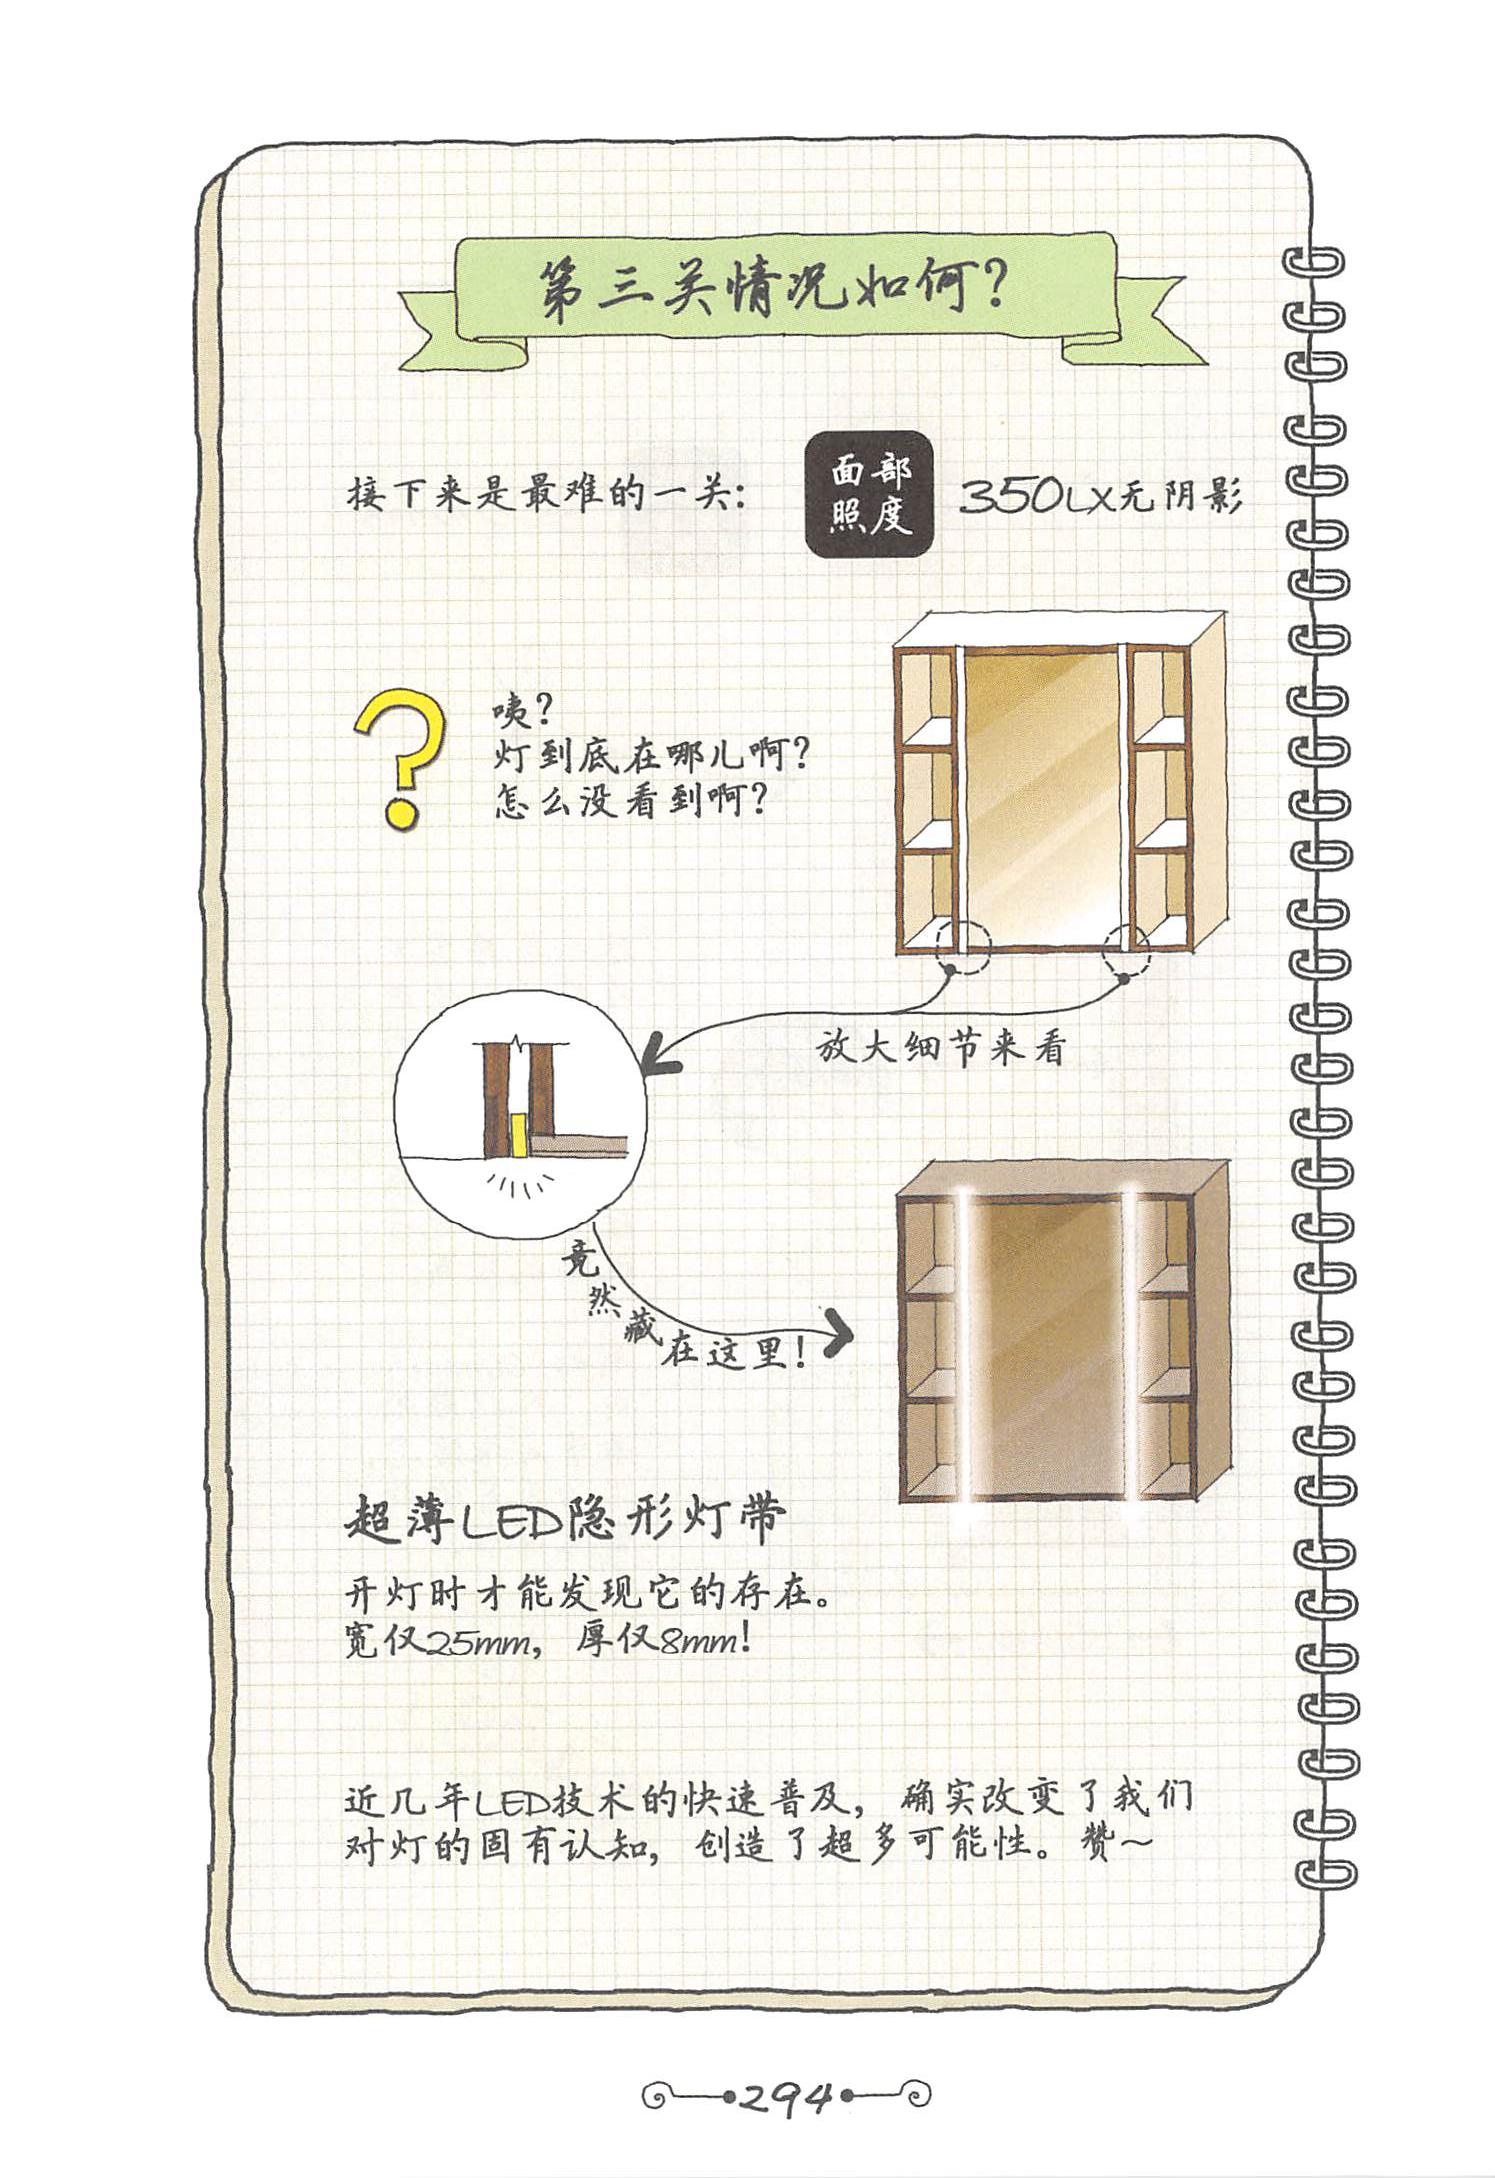 第三关情况如何？
接下来是最难的一关：
面部
照度
350LX无阴影
咦？
灯到底在哪儿啊？
怎么没看到啊？
放大细节来看
竟然藏在这里！
超薄LED隐形灯带
开灯时才能发现它的存在。
宽仅25mm，厚仅8mm！
近几年LED技术的快速普及，确实改变了我们
对灯的固有认知，创造了超多可能性。赞～
294